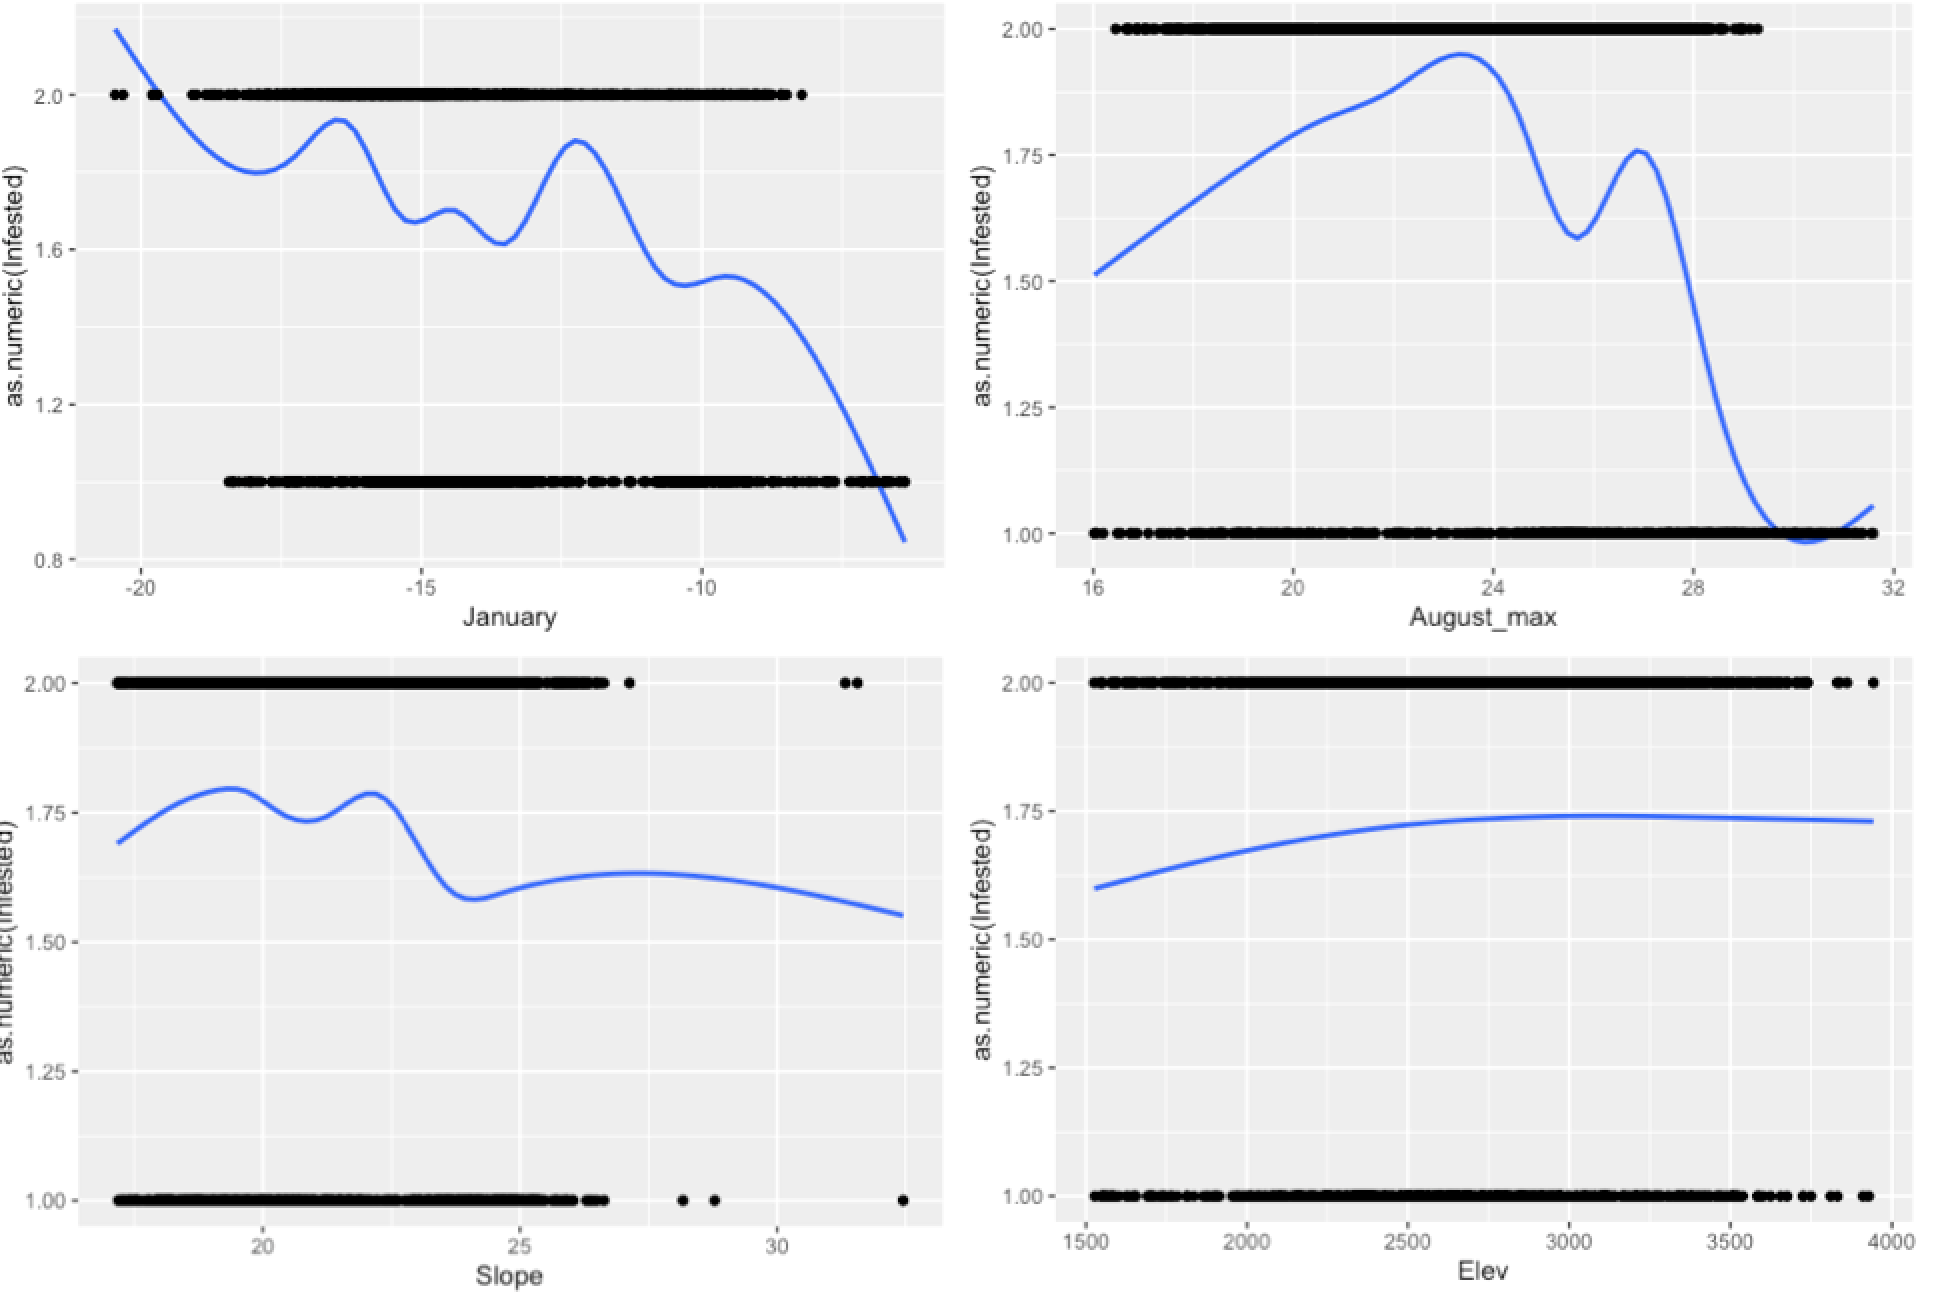 as.numeric(Infested)
2.0
1.6
1.2
0.8
-20 -15 -10
January
as.numeric(Infested)
2.00
1.75
1.50
1.25
1.00
16 20 24 28 32
August_max
as.numeric(Infested)
2.00
1.75
1.50
1.25
1.00
20 25 30
Slope
as.numeric(Infested)
2.00
1.75
1.50
1.25
1.00
1500 2000 2500 3000 3500 4000
Elev